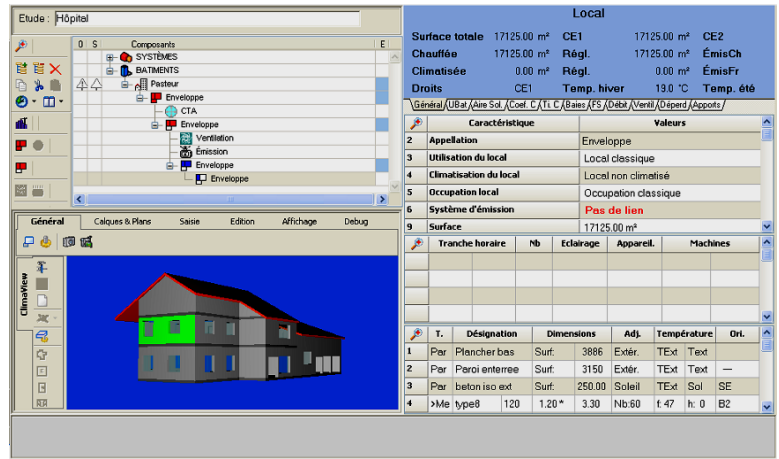 Etude : Hôpital
0 S Composants E
SYSTÈMES
BATIMENTS
Pasteur
Enveloppe
CTA
Enveloppe
Ventilation
Émission
Enveloppe
Enveloppe
Général Calques & Plans Saisie Edition Affichage Debug
ClimaView
Local
Surface totale 17125.00 m² CE1 17125.00 m² CE2
Chauffée 17125.00 m² Régl. 17125.00 m² ÉmisCh
Climatisée 0.00 m² Régl. 0.00 m² ÉmisFr
Droits CE1 Temp. hiver 19.0 °C Temp. été
Général UBat Aire Sol. Coef. C Ti. C Baies FS Débit Ventil Déperd Apports
Caractéristique Valeurs
2 Appellation Enveloppe
3 Utilisation du local Local classique
4 Climatisation du local Local non climatisé
5 Occupation local Occupation classique
6 Système d'émission Pas de lien
9 Surface 17125.00 m²
Tranche horaire Nb Eclairage Appareil. Machines
T. Désignation Dimensions Adj. Température Ori.
1 Par Plancher bas Surf: 3886 Extér. TExt Text
2 Par Paroi enterree Surf: 3150 Extér. TExt Text —
3 Par beton iso ext Surf: 250.00 Soleil TExt Sol SE
4 >Me type8 120 1.20 * 3.30 Nb:60 f: 47 h: 0 B2